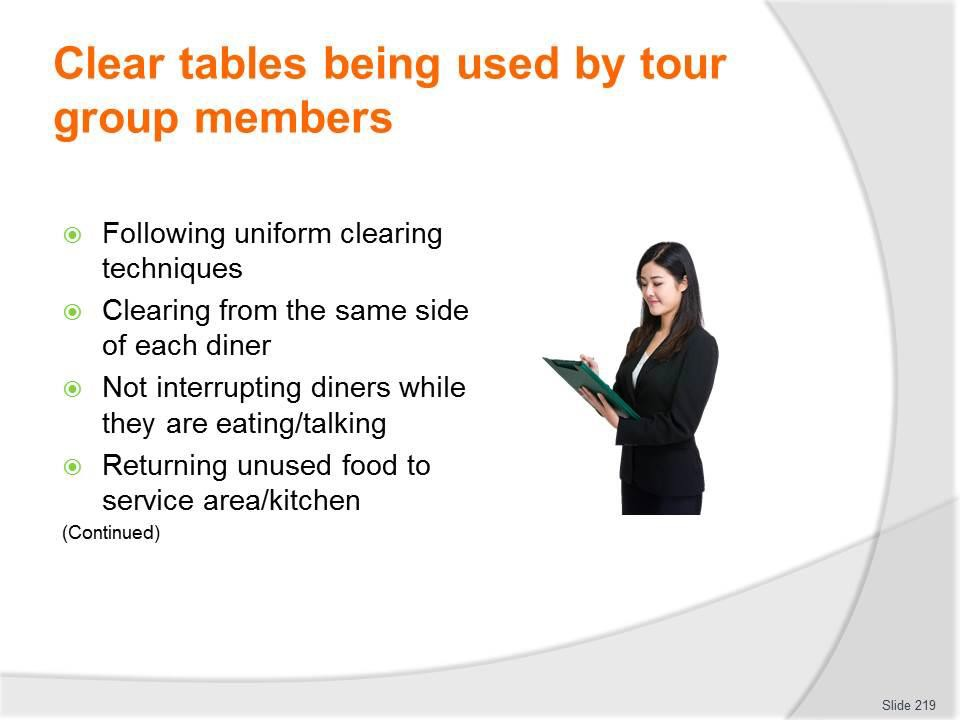 Clear tables being used by tour
group members
Following uniform clearing
techniques
Clearing from the same side
of each diner
Not interrupting diners while
they are eating/talking
Returning unused food to
service area/kitchen
(Continued)
Slide 219